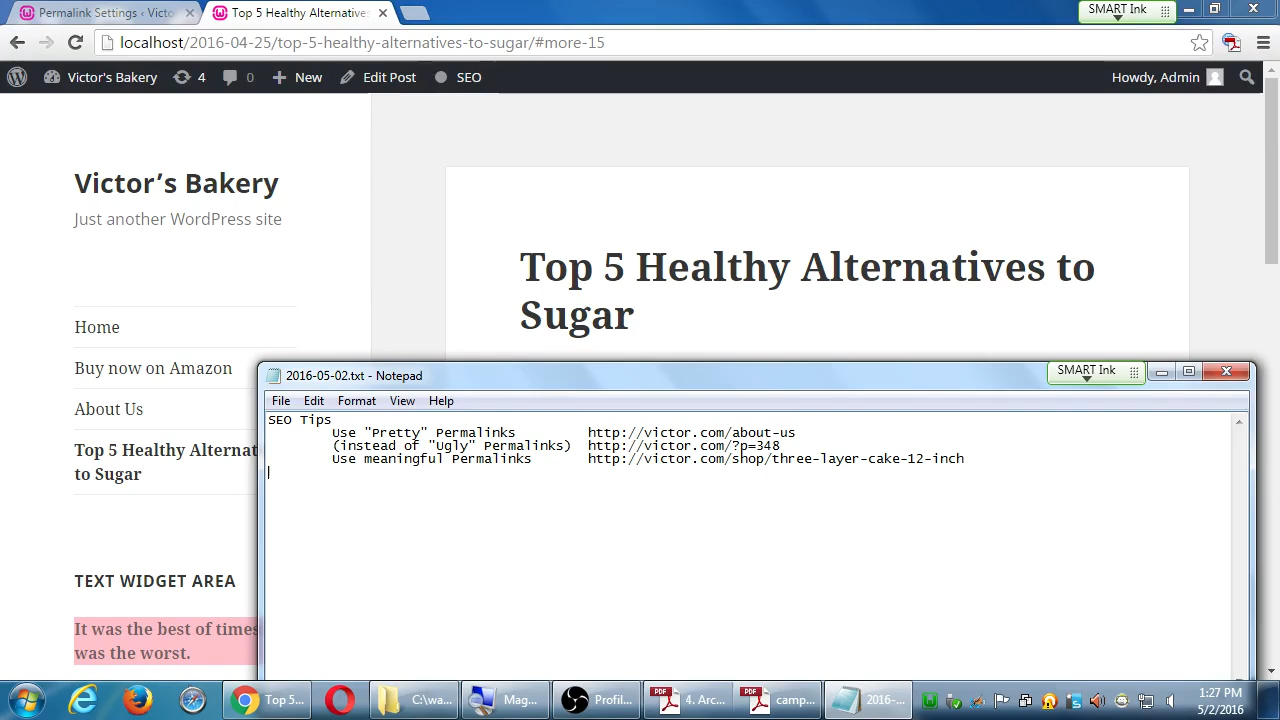 Permalink Settings ‹ Victo
Top 5 Healthy Alternatives
SMART Ink
localhost/2016-04-25/top-5-healthy-alternatives-to-sugar/#more-15
Victor's Bakery 4 0 New Edit Post SEO Howdy, Admin
Victor's Bakery
Just another WordPress site
Home
Buy now on Amazon
About Us
Top 5 Healthy Alternat
to Sugar
TEXT WIDGET AREA
It was the best of times
was the worst.
Top 5 Healthy Alternatives to
Sugar
2016-05-02.txt - Notepad
SMART Ink
File Edit Format View Help
SEO Tips
Use "Pretty" Permalinks http://victor.com/about-us
(instead of "Ugly" Permalinks) http://victor.com/?p=348
Use meaningful Permalinks http://victor.com/shop/three-layer-cake-12-inch
Top 5... C:\wa... Mag... Profil... PDF 4. Arc... PDF camp... 2016-...
1:27 PM
5/2/2016